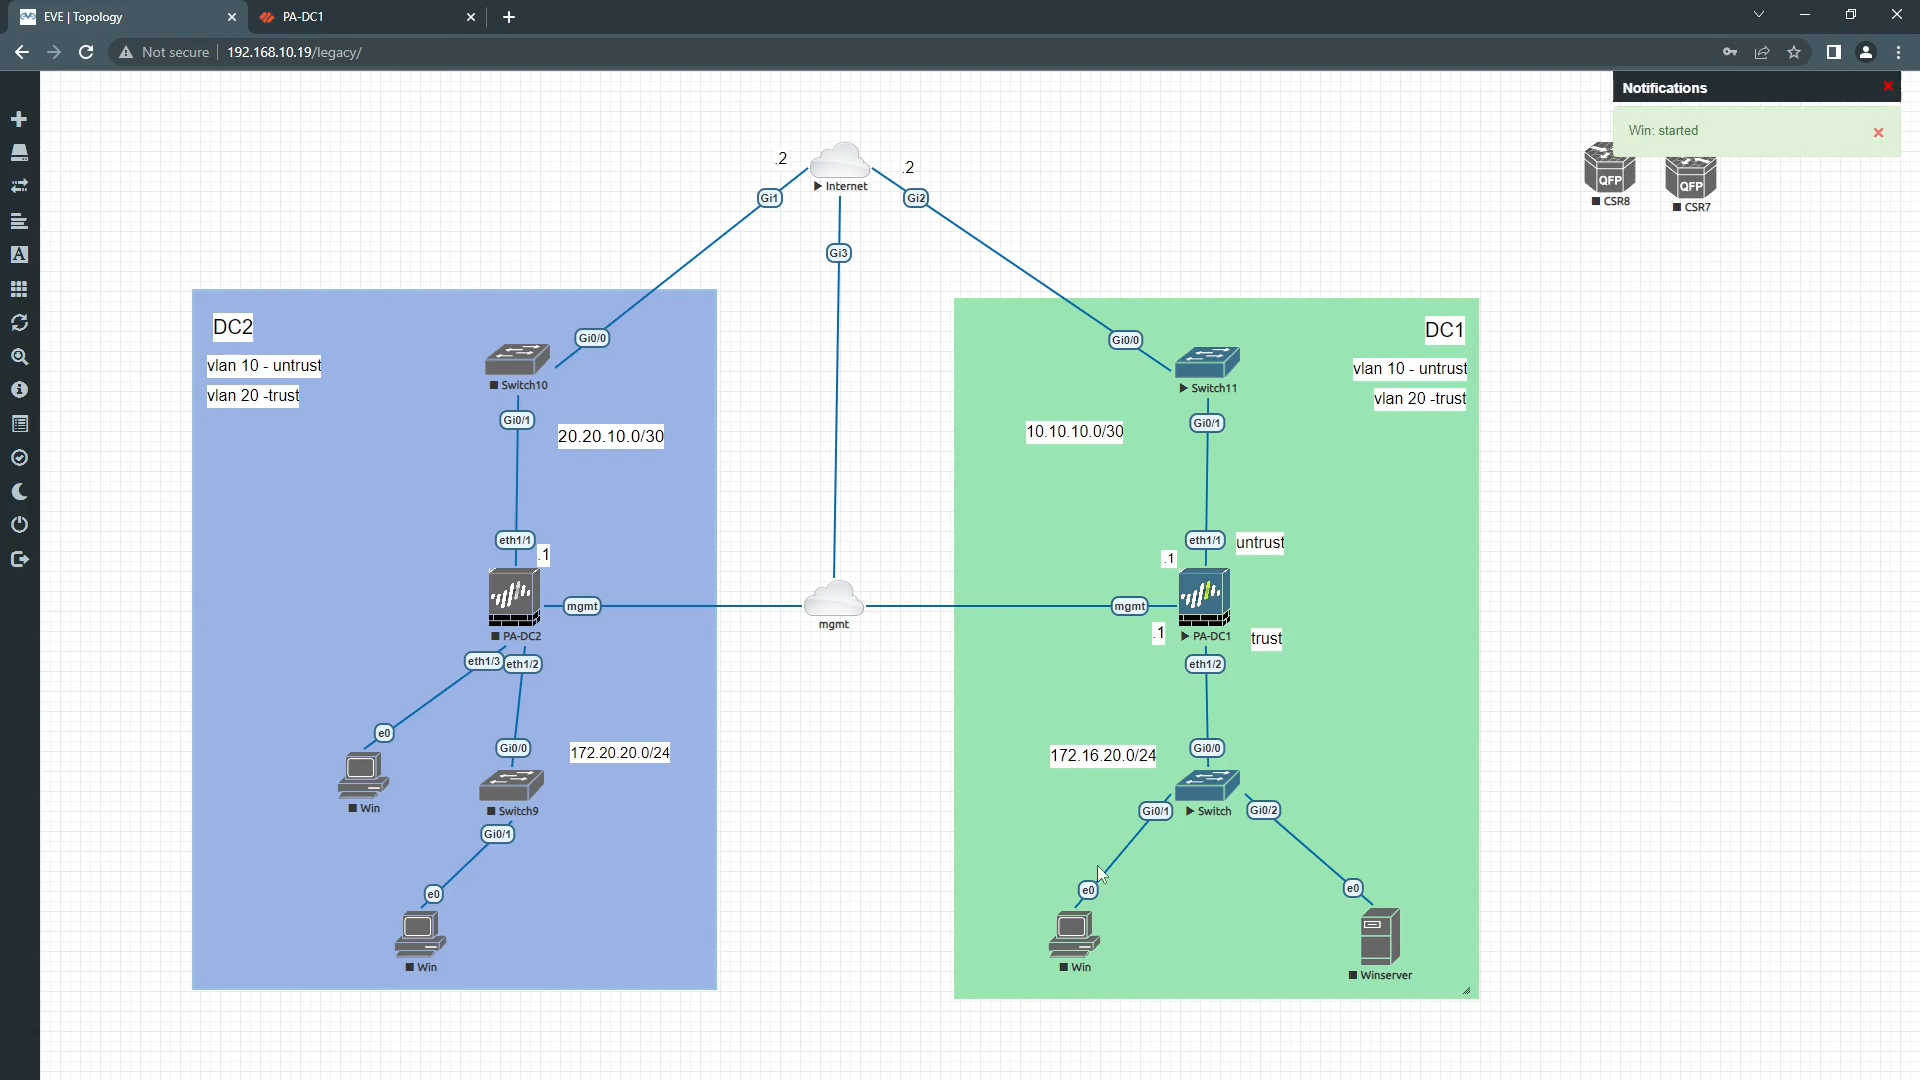 EVE | Topology
PA-DC1
Not secure
192.168.10.19/legacy/
Notifications
Win: started
.2
.2
Internet
Gi1
Gi2
QFP
QFP
CSR8
CSR7
Gi3
DC2
vlan 10 - untrust
vlan 20 -trust
Gi0/0
Switch10
Gi0/1
20.20.10.0/30
eth1/1
.1
mgmt
PA-DC2
eth1/3
eth1/2
e0
Win
Gi0/0
172.20.20.0/24
Switch9
Gi0/1
e0
Win
mgmt
DC1
vlan 10 - untrust
vlan 20 -trust
Gi0/0
Switch11
Gi0/1
10.10.10.0/30
eth1/1
untrust
.1
mgmt
.1
PA-DC1
trust
eth1/2
172.16.20.0/24
Gi0/0
Gi0/1
Switch
Gi0/2
e0
e0
Win
Winserver